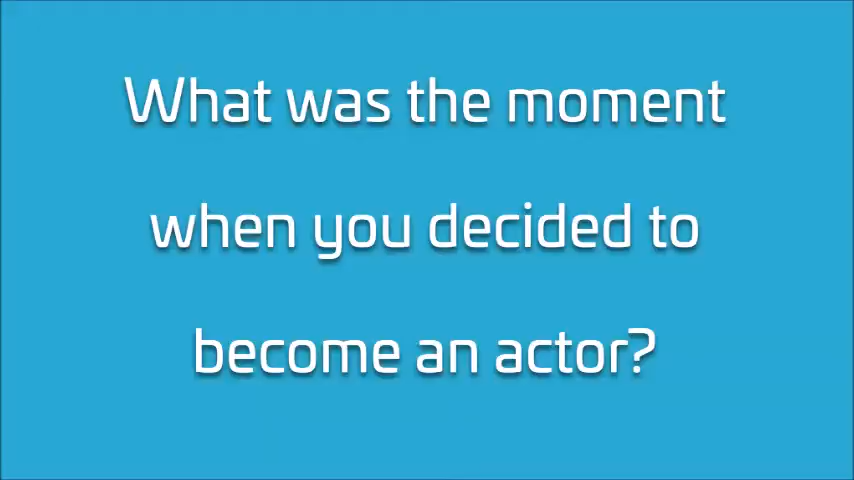 What was the moment
when you decided to
become an actor?